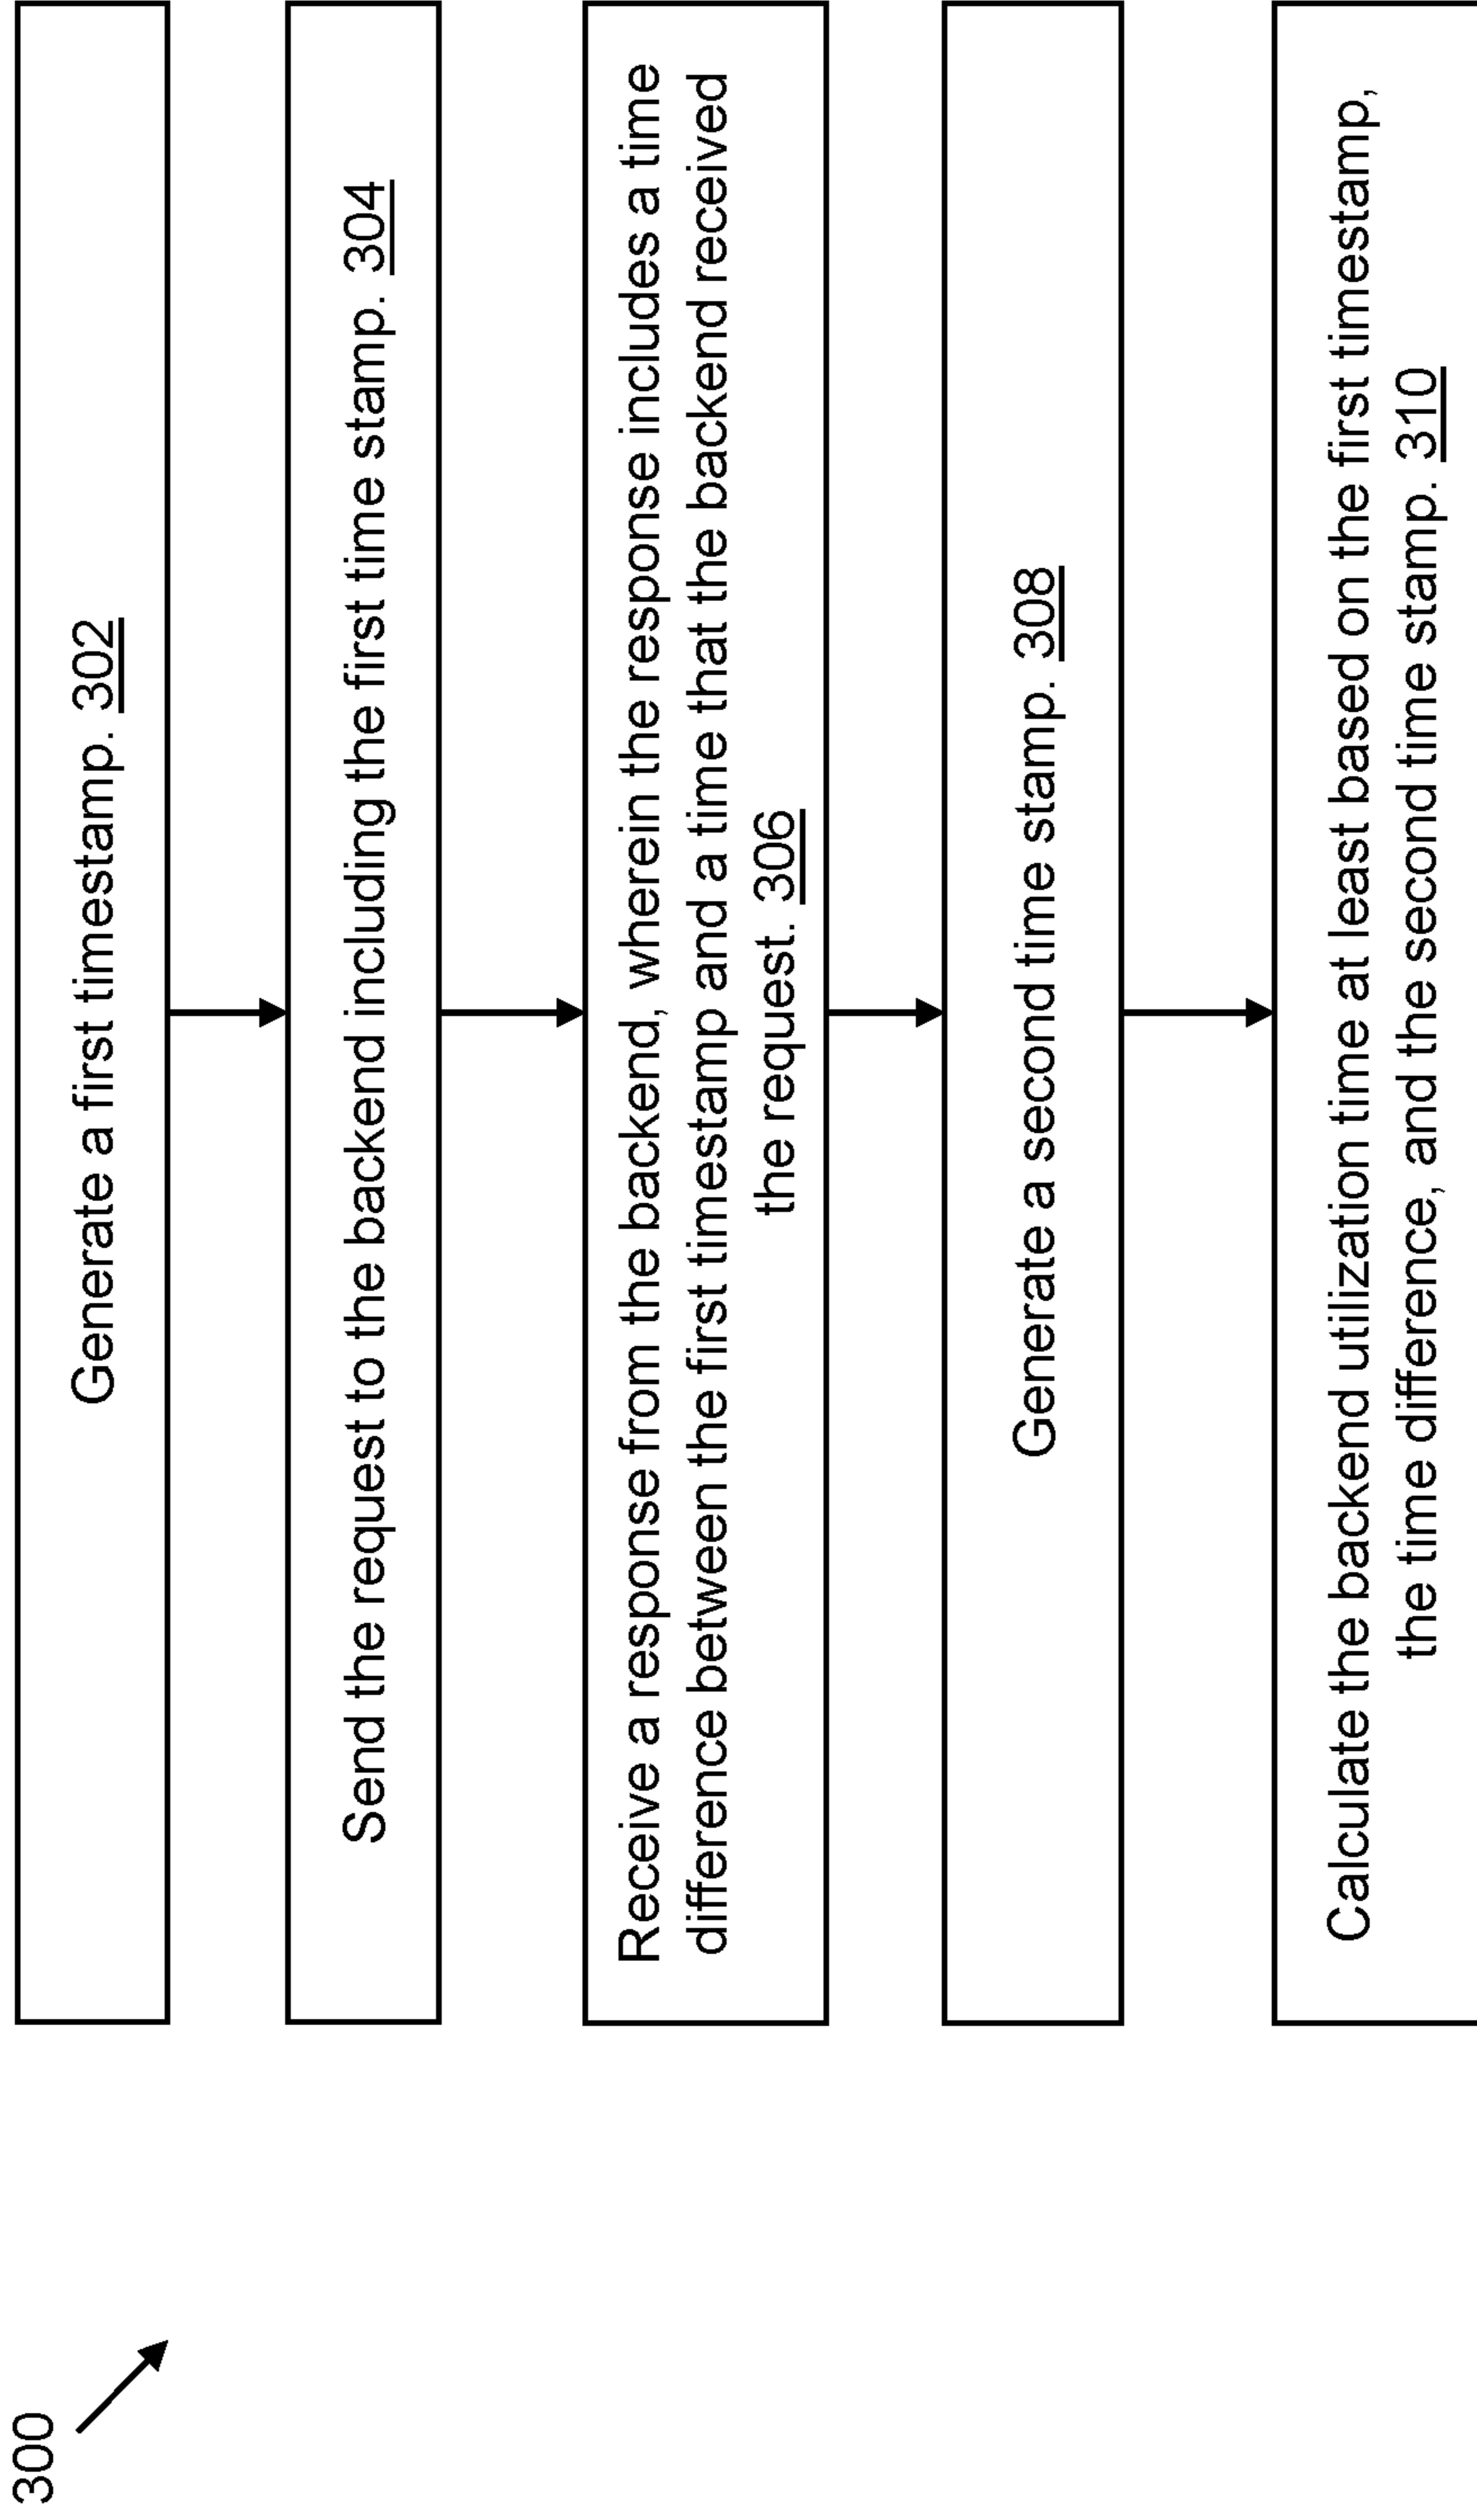 300
Generate a first timestamp. 302
Send the request to the backend including the first time stamp. 304
Receive a response from the backend, wherein the response includes a time
difference between the first timestamp and a time that the backend received
the request. 306
Generate a second time stamp. 308
Calculate the backend utilization time at least based on the first timestamp,
the time difference, and the second time stamp. 310